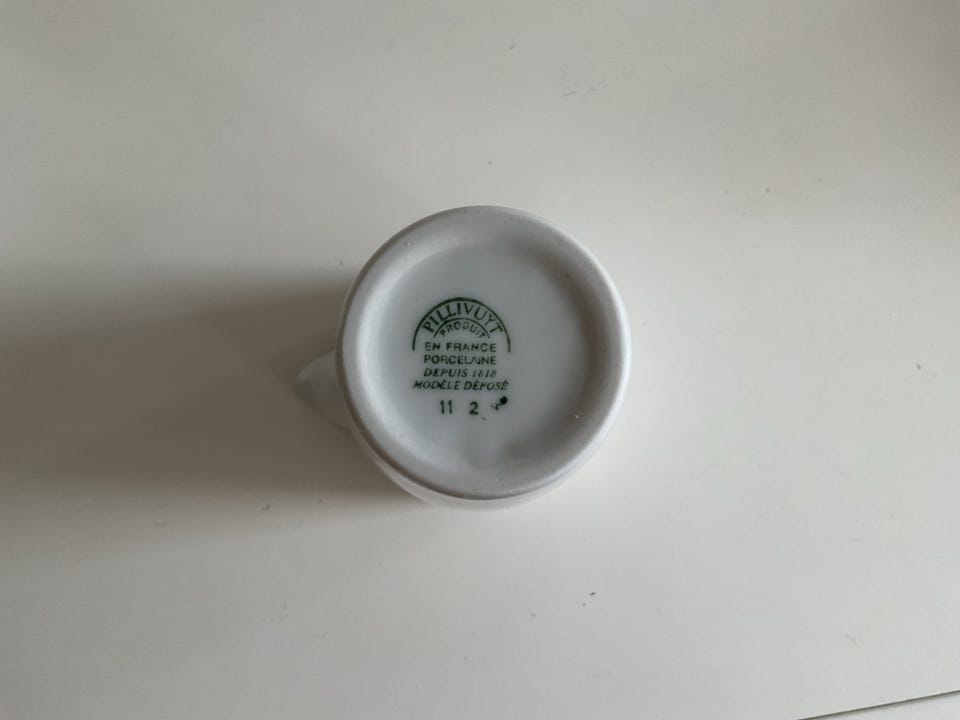 PILLIVUYT
PRODUIT
EN FRANCE
PORCELAINE
DEPUIS 1818
MODÈLE DÉPOSÉ
11 2